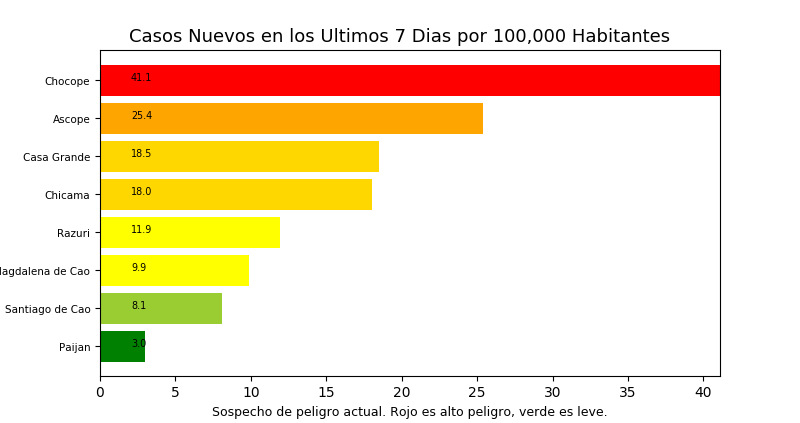 Casos Nuevos en los Ultimos 7 Dias por 100,000 Habitantes
Chocope 41.1
Ascope 25.4
Casa Grande 18.5
Chicama 18.0
Razuri 11.9
agdalena de Cao 9.9
Santiago de Cao 8.1
Paijan 3.0
0 5 10 15 20 25 30 35 40
Sospecho de peligro actual. Rojo es alto peligro, verde es leve.